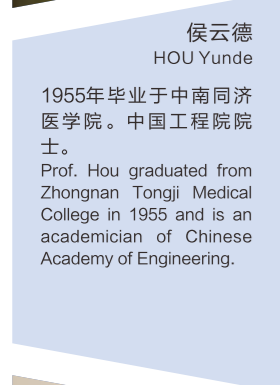 侯云德
HOU Yunde
1955年毕业于中南同济
医学院。中国工程院院
士。
Prof. Hou graduated from
Zhongnan Tongji Medical
College in 1955 and is an
academician of Chinese
Academy of Engineering.